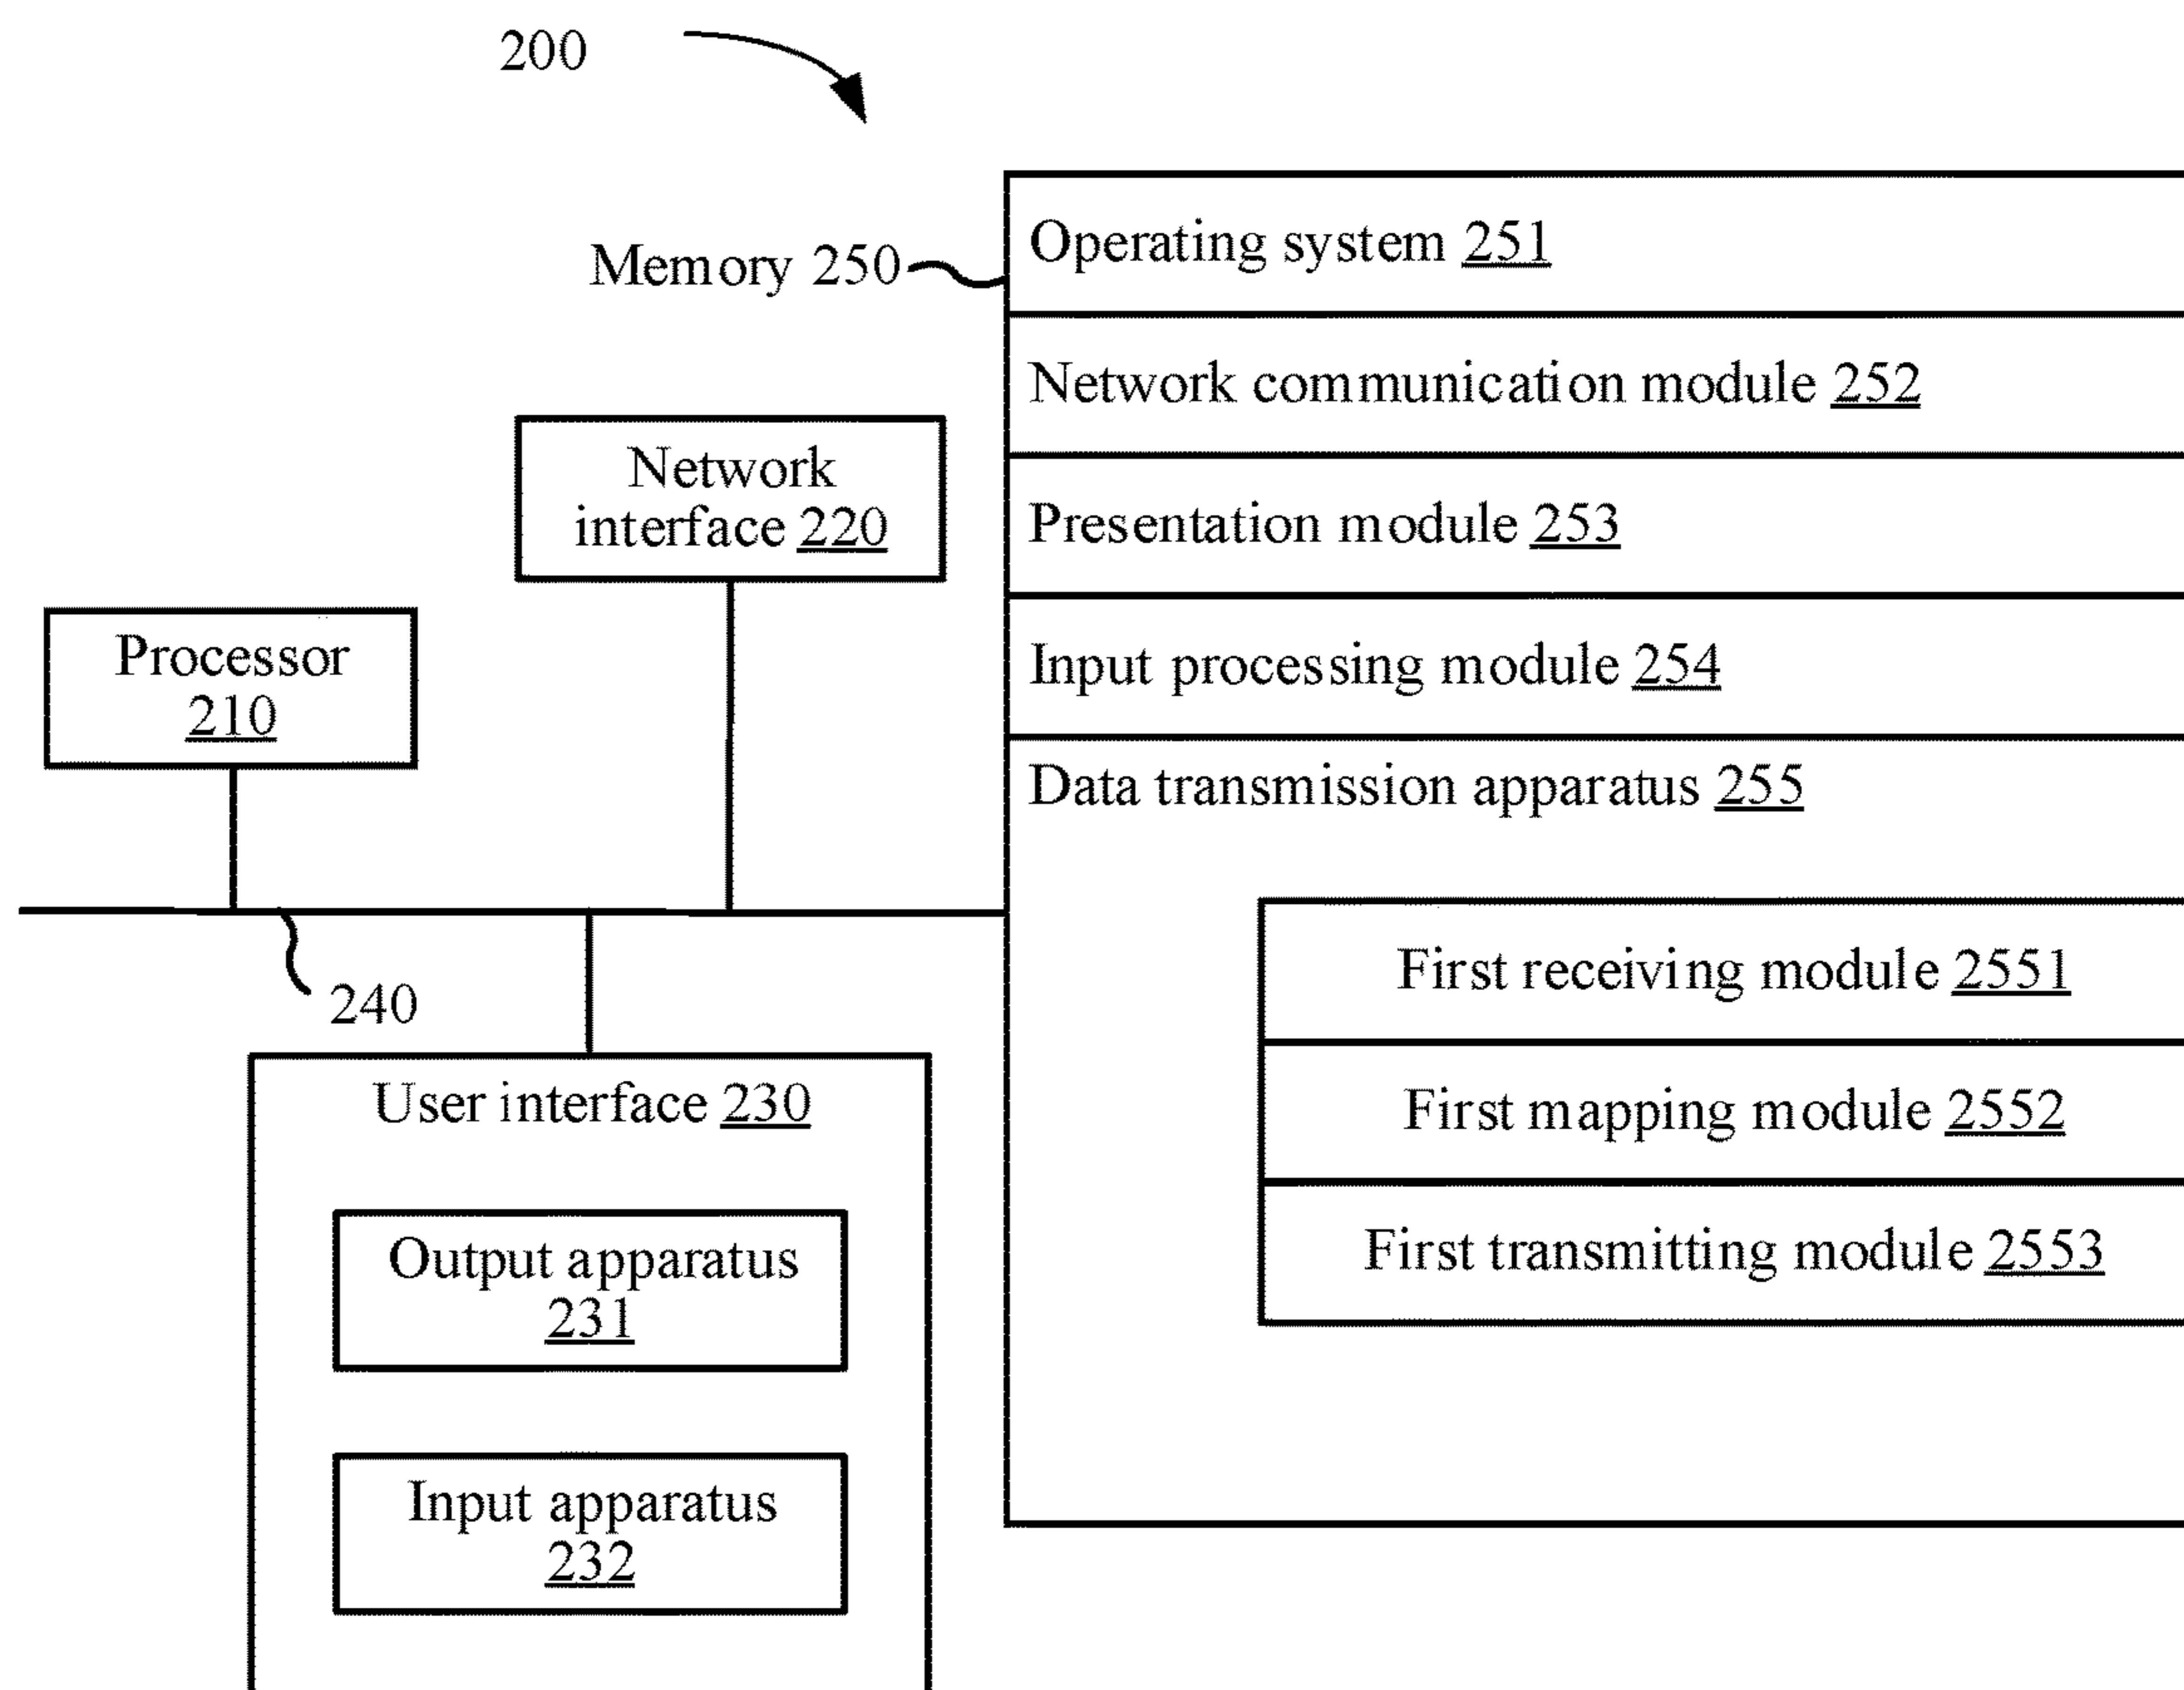 200
Memory 250
Operating system 251
Network communication module 252
Presentation module 253
Input processing module 254
Data transmission apparatus 255
First receiving module 2551
First mapping module 2552
First transmitting module 2553
Network
interface 220
Processor
210
240
User interface 230
Output apparatus
231
Input apparatus
232